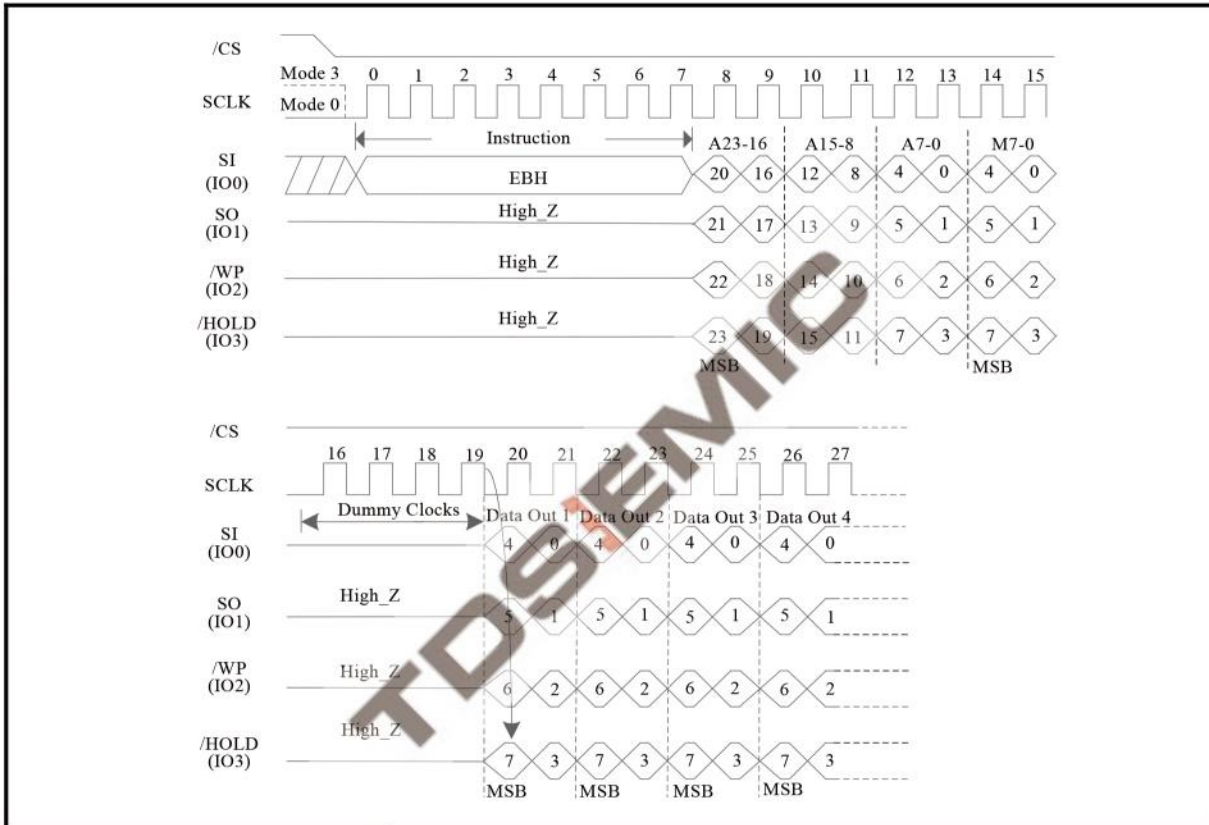 /CS
Mode 3 0 1 2 3 4 5 6 7 8 9 10 11 12 13 14 15
SCLK
Mode 0
Instruction A23-16 A15-8 A7-0 M7-0
SI
(IO0)
EBH 20 16 12 8 4 0 4 0
SO
(IO1)
High_Z 21 17 13 9 5 1 5 1
/WP
(IO2)
High_Z 22 18 14 10 6 2 6 2
/HOLD
(IO3)
High_Z 23 19 15 11 7 3 7 3
MSB MSB
/CS
16 17 18 19 20 21 22 23 24 25 26 27
SCLK
Dummy Clocks Data Out 1 Data Out 2 Data Out 3 Data Out 4
SI
(IO0)
4 0 4 0 4 0 4 0
SO
(IO1)
High_Z 5 1 5 1 5 1 5 1
/WP
(IO2)
High_Z 6 2 6 2 6 2 6 2
/HOLD
(IO3)
High_Z 7 3 7 3 7 3 7 3
MSB MSB MSB MSB
TDSiEMIC